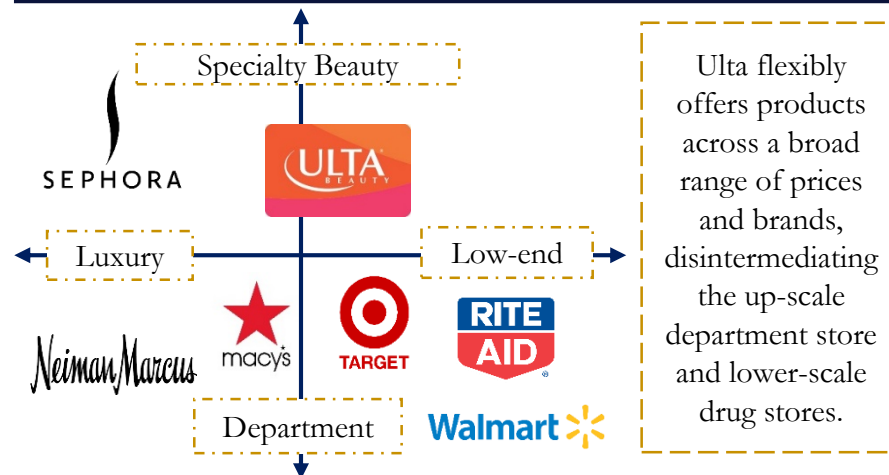 Specialty Beauty
SEPHORA
ULTA
BEAUTY
Luxury
Low-end
Neiman Marcus
macy's
TARGET
RITE
AID
®
Department
Walmart
Ulta flexibly
offers products
across a broad
range of prices
and brands,
disintermediating
the up-scale
department store
and lower-scale
drug stores.